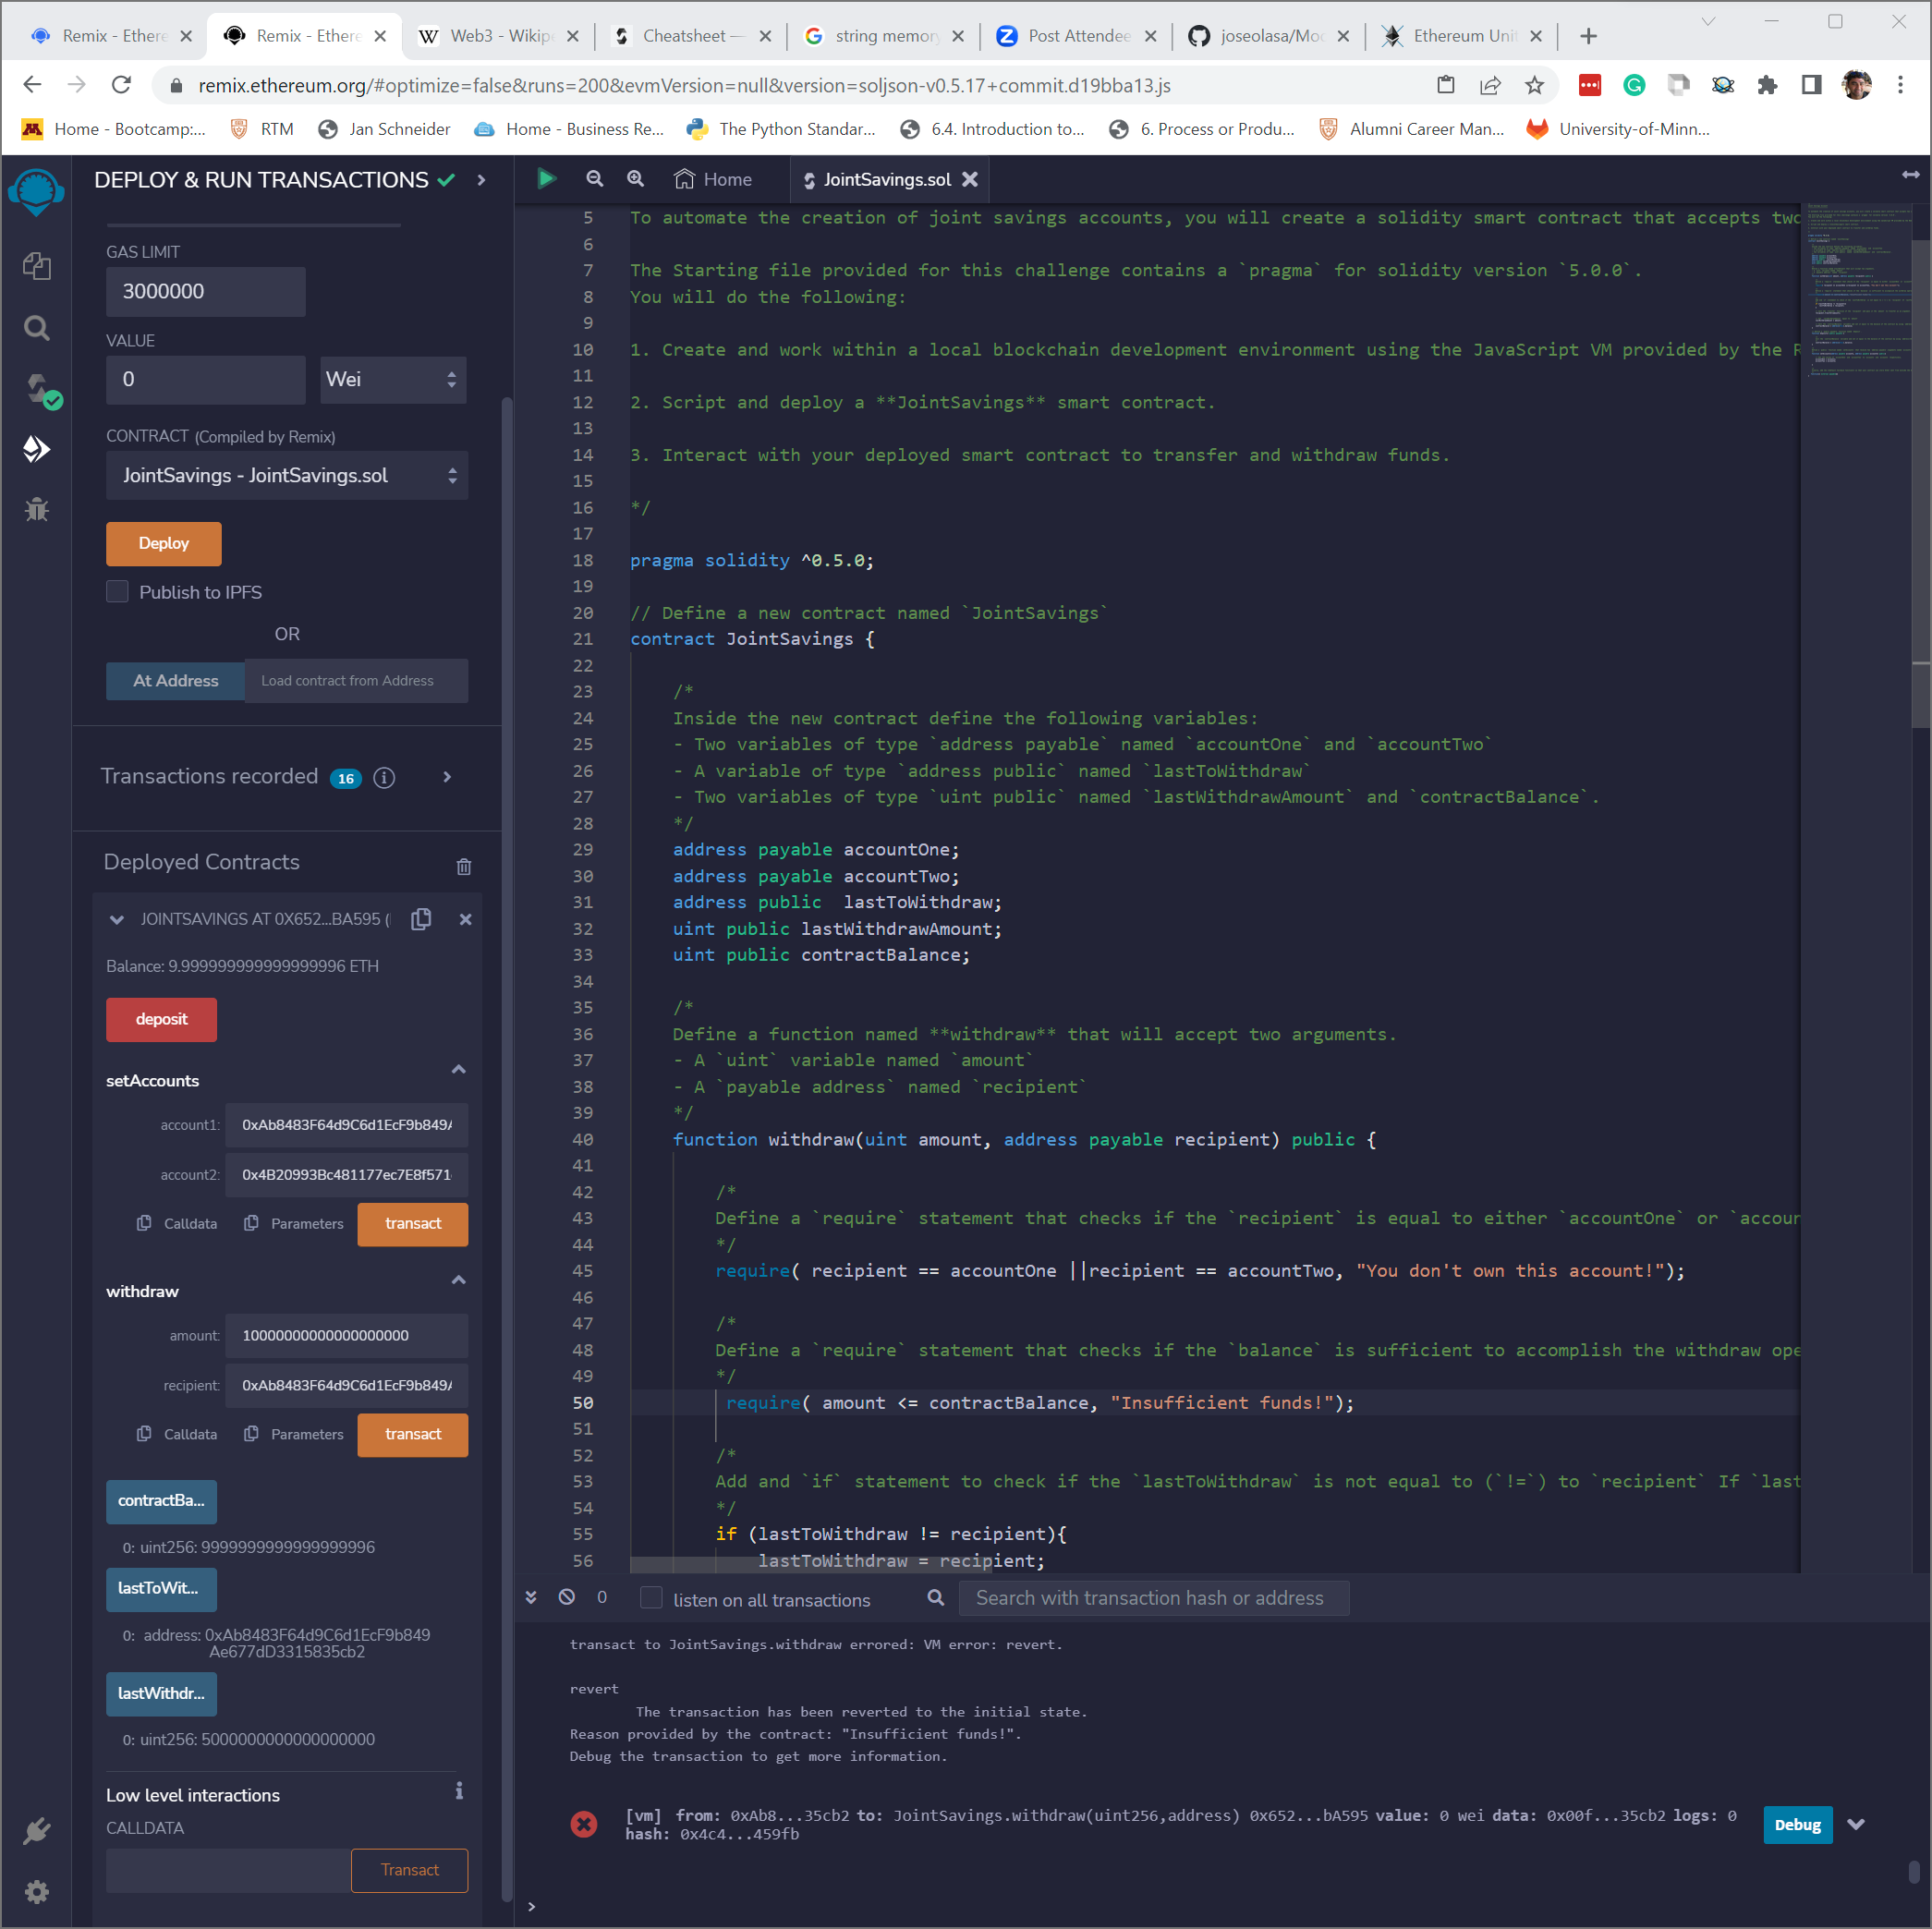 Remix - Ethere
Remix - Ethere
Web3 - Wikipe
Cheatsheet —
string memory
Post Attendee
joseolasa/Moc
Ethereum Unit
remix.ethereum.org/#optimize=false&runs=200&evmVersion=null&version=soljson-v0.5.17+commit.d19bba13.js
Home - Bootcamp:...
RTM
Jan Schneider
Home - Business Re...
The Python Standar...
6.4. Introduction to...
6. Process or Produ...
Alumni Career Man...
University-of-Minn...
DEPLOY & RUN TRANSACTIONS
GAS LIMIT
3000000
VALUE
0 Wei
CONTRACT (Compiled by Remix)
JointSavings - JointSavings.sol
Deploy
Publish to IPFS
OR
At Address Load contract from Address
Transactions recorded 16 i
Deployed Contracts
JOINTSAVINGS AT 0X652...BA595 (
Balance: 9.999999999999999996 ETH
deposit
setAccounts
account1: 0xAb8483F64d9C6d1EcF9b849A
account2: 0x4B20993Bc481177ec7E8f571
Calldata Parameters transact
withdraw
amount: 10000000000000000000
recipient: 0xAb8483F64d9C6d1EcF9b849A
Calldata Parameters transact
contractBa...
0: uint256: 9999999999999999996
lastToWit...
0: address: 0xAb8483F64d9C6d1EcF9b849
Ae677dD3315835cb2
lastWithdr...
0: uint256: 5000000000000000000
Low level interactions i
CALLDATA
Transact
Home JointSavings.sol
5 To automate the creation of joint savings accounts, you will create a solidity smart contract that accepts two
6
7 The Starting file provided for this challenge contains a `pragma` for solidity version `5.0.0`.
8 You will do the following:
9
10 1. Create and work within a local blockchain development environment using the JavaScript VM provided by the R
11
12 2. Script and deploy a **JointSavings** smart contract.
13
14 3. Interact with your deployed smart contract to transfer and withdraw funds.
15
16 */
17
18 pragma solidity ^0.5.0;
19
20 // Define a new contract named `JointSavings`
21 contract JointSavings {
22
23 /*
24 Inside the new contract define the following variables:
25 - Two variables of type `address payable` named `accountOne` and `accountTwo`
26 - A variable of type `address public` named `lastToWithdraw`
27 - Two variables of type `uint public` named `lastWithdrawAmount` and `contractBalance`.
28 */
29 address payable accountOne;
30 address payable accountTwo;
31 address public  lastToWithdraw;
32 uint public lastWithdrawAmount;
33 uint public contractBalance;
34
35 /*
36 Define a function named **withdraw** that will accept two arguments.
37 - A `uint` variable named `amount`
38 - A `payable address` named `recipient`
39 */
40 function withdraw(uint amount, address payable recipient) public {
41
42 /*
43 Define a `require` statement that checks if the `recipient` is equal to either `accountOne` or `accoun
44 */
45 require( recipient == accountOne ||recipient == accountTwo, "You don't own this account!");
46
47 /*
48 Define a `require` statement that checks if the `balance` is sufficient to accomplish the withdraw ope
49 */
50 require( amount <= contractBalance, "Insufficient funds!");
51
52 /*
53 Add and `if` statement to check if the `lastToWithdraw` is not equal to (`!=`) to `recipient` If `last
54 */
55 if (lastToWithdraw != recipient){
56 lastToWithdraw = recipient;
0 listen on all transactions Search with transaction hash or address
transact to JointSavings.withdraw errored: VM error: revert.
revert
The transaction has been reverted to the initial state.
Reason provided by the contract: "Insufficient funds!".
Debug the transaction to get more information.
[vm] from: 0xAb8...35cb2 to: JointSavings.withdraw(uint256,address) 0x652...bA595 value: 0 wei data: 0x00f...35cb2 logs: 0
hash: 0x4c4...459fb
Debug
>